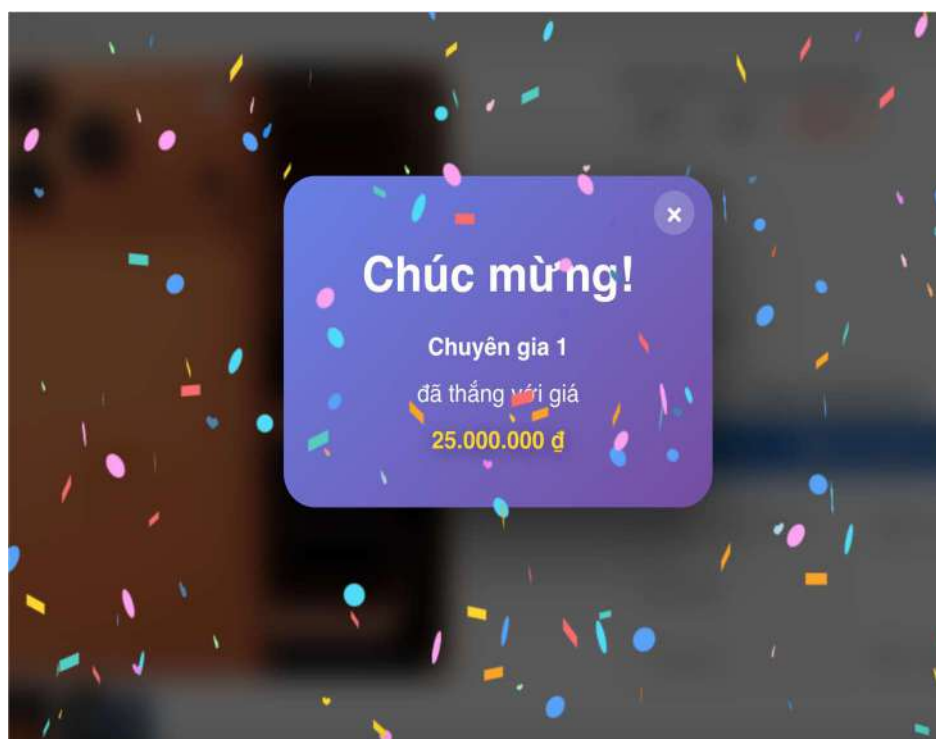 ×
Chúc mừng!
Chuyên gia 1
đã thắng với giá
25.000.000 ₫